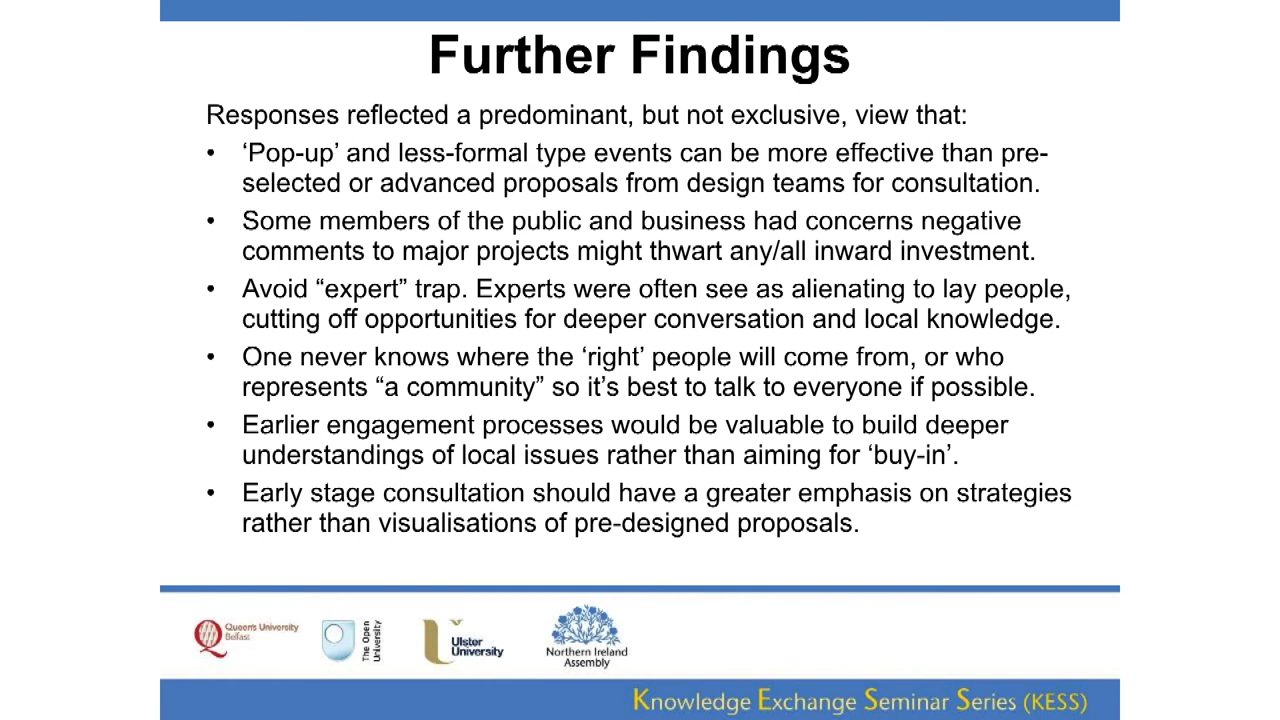 Further Findings
Responses reflected a predominant, but not exclusive, view that:
• ‘Pop-up’ and less-formal type events can be more effective than pre-
selected or advanced proposals from design teams for consultation.
• Some members of the public and business had concerns negative
comments to major projects might thwart any/all inward investment.
• Avoid “expert” trap. Experts were often see as alienating to lay people,
cutting off opportunities for deeper conversation and local knowledge.
• One never knows where the ‘right’ people will come from, or who
represents “a community” so it’s best to talk to everyone if possible.
• Earlier engagement processes would be valuable to build deeper
understandings of local issues rather than aiming for ‘buy-in’.
• Early stage consultation should have a greater emphasis on strategies
rather than visualisations of pre-designed proposals.
Queen's University
Belfast
The Open
University
Ulster
University
Northern Ireland
Assembly
Knowledge Exchange Seminar Series (KESS)